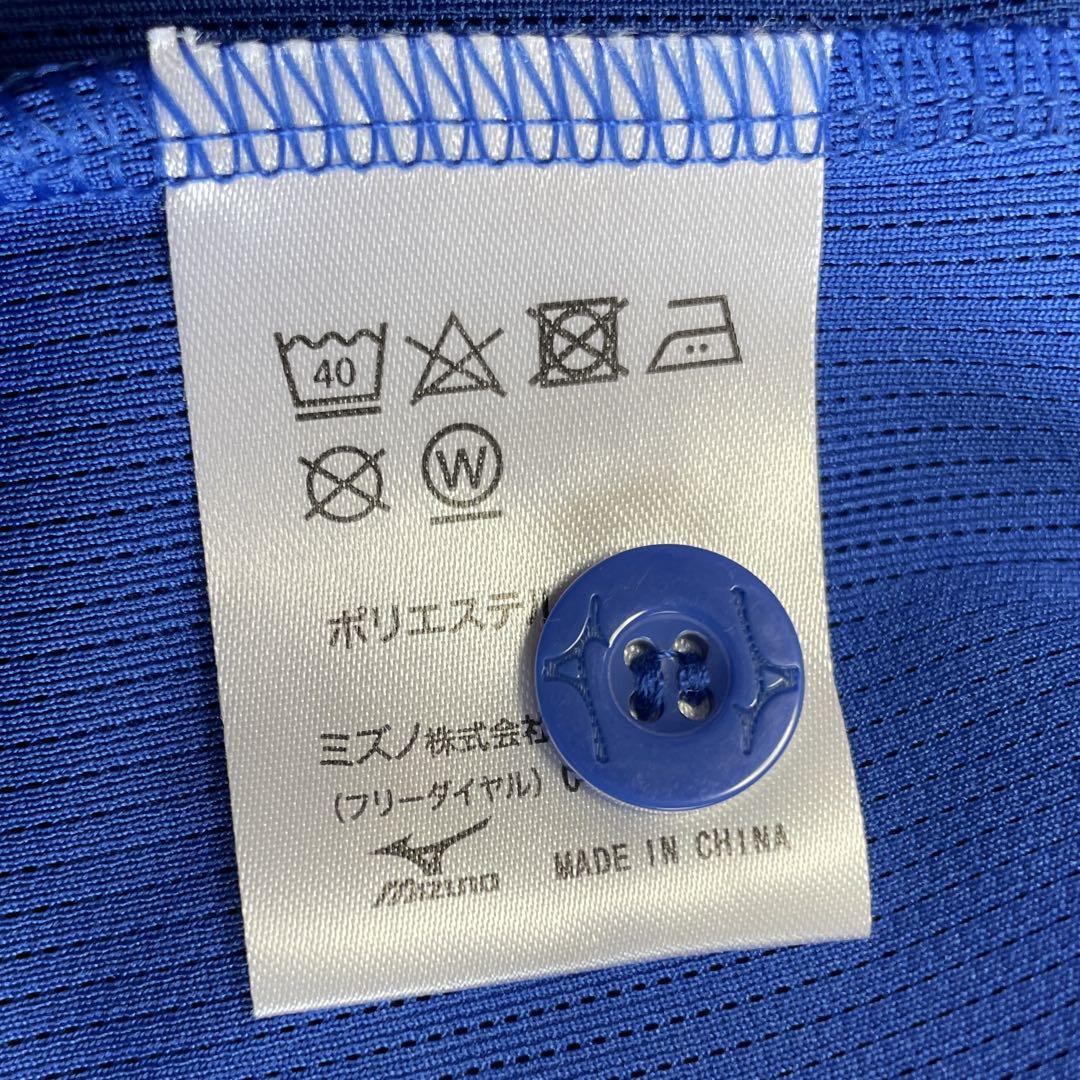 40
W
ポリエステル
ミズノ株式会社
(フリーダイヤル)
Mizuno
MADE IN CHINA